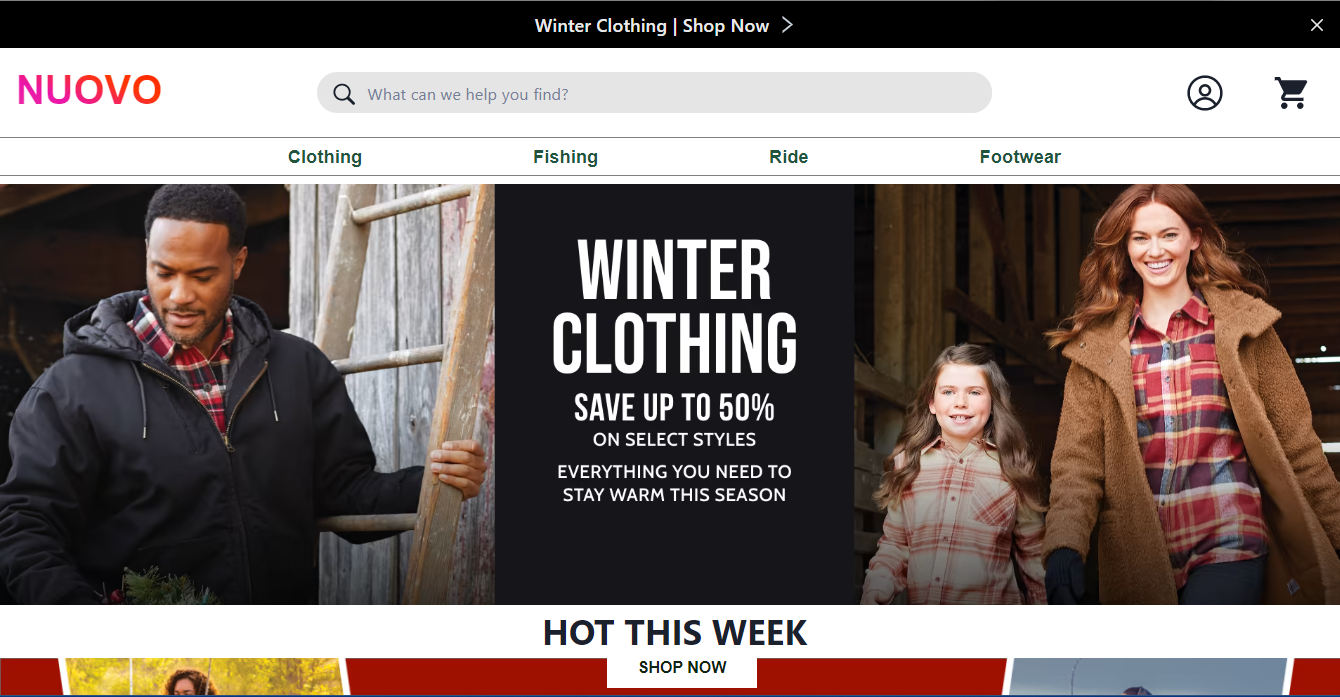 Winter Clothing | Shop Now
NUOVO
What can we help you find?
Clothing
Fishing
Ride
Footwear
WINTER
CLOTHING
SAVE UP TO 50%
ON SELECT STYLES
EVERYTHING YOU NEED TO
STAY WARM THIS SEASON
HOT THIS WEEK
SHOP NOW